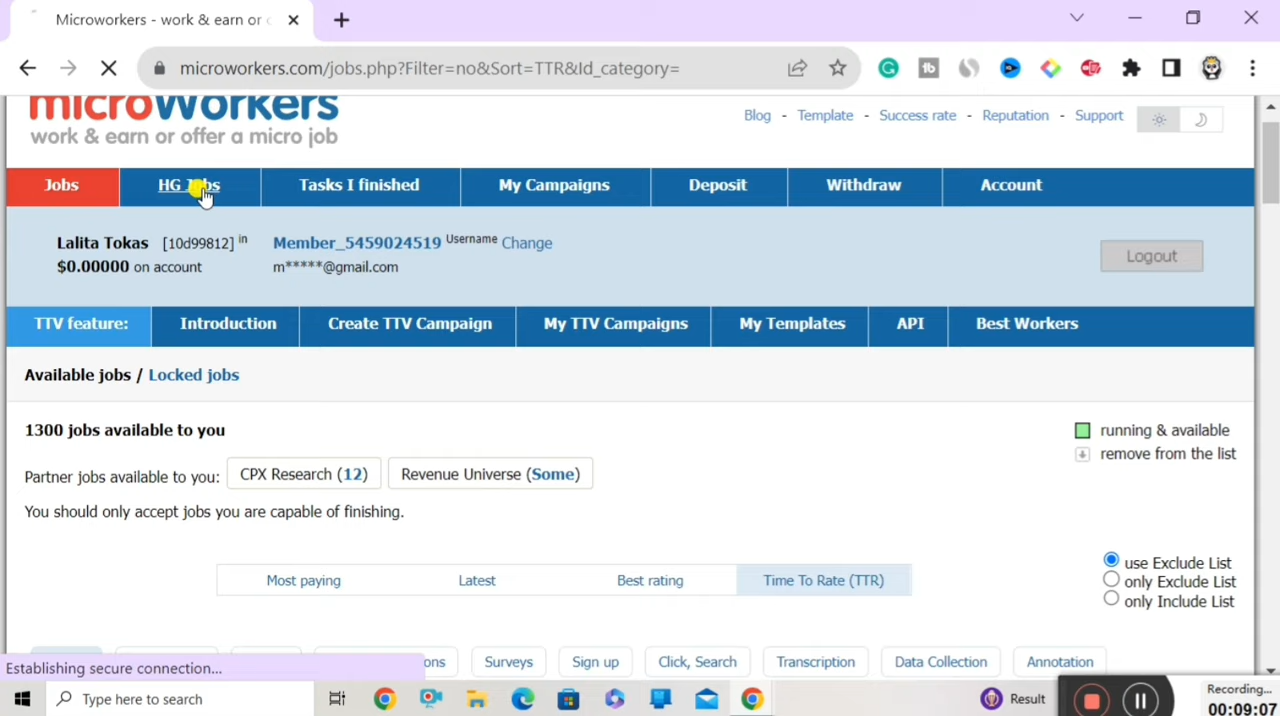 Microworkers - work & earn or o
microworkers.com/jobs.php?Filter=no&Sort=TTR&Id_category=
microWorkers
work & earn or offer a micro job
Blog - Template - Success rate - Reputation - Support
Jobs HG Jobs Tasks I finished My Campaigns Deposit Withdraw Account
Lalita Tokas [10d99812] in Member_5459024519 Username Change
$0.00000 on account m*****@gmail.com
Logout
TTV feature: Introduction Create TTV Campaign My TTV Campaigns My Templates API Best Workers
Available jobs / Locked jobs
1300 jobs available to you
running & available
Partner jobs available to you: CPX Research (12) Revenue Universe (Some)
remove from the list
You should only accept jobs you are capable of finishing.
Most paying Latest Best rating Time To Rate (TTR)
use Exclude List
only Exclude List
only Include List
ons Surveys Sign up Click, Search Transcription Data Collection Annotation
Establishing secure connection...
Type here to search
Result
Recording...
00:09:07